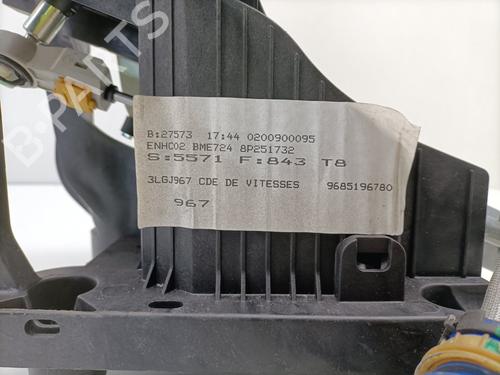 B:27573 17:44 0200900095
ENHC02 BME724 8P251732
S:5571 F:843 T8
3LGJ967 CDE DE VITESSES 9685196780
967